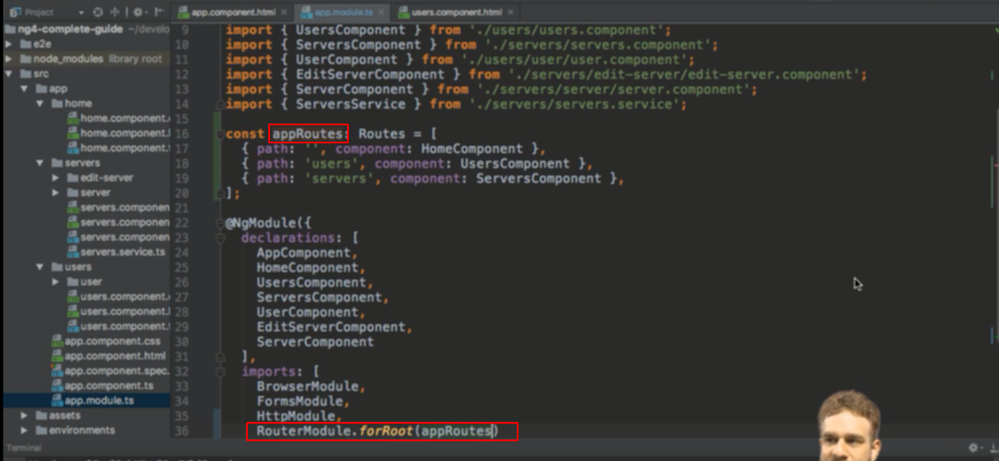 Project
app.component.html
app.module.ts
users.component.html
ng4-complete-guide ~/develo
e2e
node_modules library root
src
app
home
home.component.
home.component.
home.component.
servers
edit-server
server
servers.componen
servers.componen
servers.componen
servers.service.ts
users
user
users.component.
users.component.
users.component.
app.component.css
app.component.html
app.component.spec.
app.component.ts
app.module.ts
assets
environments
9 import { UsersComponent } from './users/users.component';
10 import { ServersComponent } from './servers/servers.component';
11 import { UserComponent } from './users/user/user.component';
12 import { EditServerComponent } from './servers/edit-server/edit-server.component';
13 import { ServerComponent } from './servers/server/server.component';
14 import { ServersService } from './servers/servers.service';
15
16 const appRoutes: Routes = [
17 { path: '', component: HomeComponent },
18 { path: 'users', component: UsersComponent },
19 { path: 'servers', component: ServersComponent },
20 ];
21
22 @NgModule({
23 declarations: [
24 AppComponent,
25 HomeComponent,
26 UsersComponent,
27 ServersComponent,
28 UserComponent,
29 EditServerComponent,
30 ServerComponent
31 ],
32 imports: [
33 BrowserModule,
34 FormsModule,
35 HttpModule,
36 RouterModule.forRoot(appRoutes)
Terminal